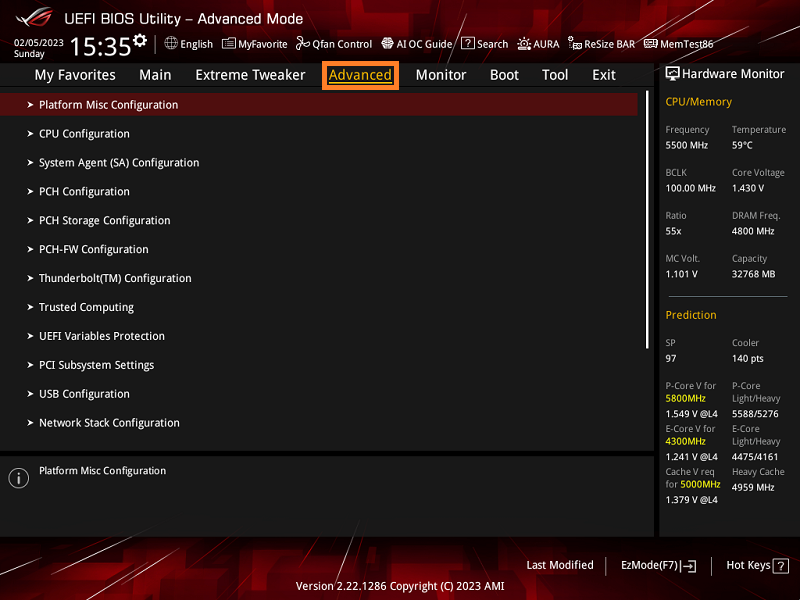 UEFI BIOS Utility – Advanced Mode
02/05/2023
Sunday
15:35
English
MyFavorite
Qfan Control
AI OC Guide
? Search
AURA
ReSize BAR
MemTest86
My Favorites Main Extreme Tweaker Advanced Monitor Boot Tool Exit
Platform Misc Configuration
CPU Configuration
System Agent (SA) Configuration
PCH Configuration
PCH Storage Configuration
PCH-FW Configuration
Thunderbolt(TM) Configuration
Trusted Computing
UEFI Variables Protection
PCI Subsystem Settings
USB Configuration
Network Stack Configuration
i Platform Misc Configuration
Hardware Monitor
CPU/Memory
Frequency Temperature
5500 MHz 59°C
BCLK Core Voltage
100.00 MHz 1.430 V
Ratio DRAM Freq.
55x 4800 MHz
MC Volt. Capacity
1.101 V 32768 MB
Prediction
SP Cooler
97 140 pts
P-Core V for P-Core
5800MHz Light/Heavy
1.549 V @L4 5588/5276
E-Core V for E-Core
4300MHz Light/Heavy
1.241 V @L4 4475/4161
Cache V req Heavy Cache
for 5000MHz 4959 MHz
1.379 V @L4
Last Modified
EzMode(F7)
Hot Keys ?
Version 2.22.1286 Copyright (C) 2023 AMI